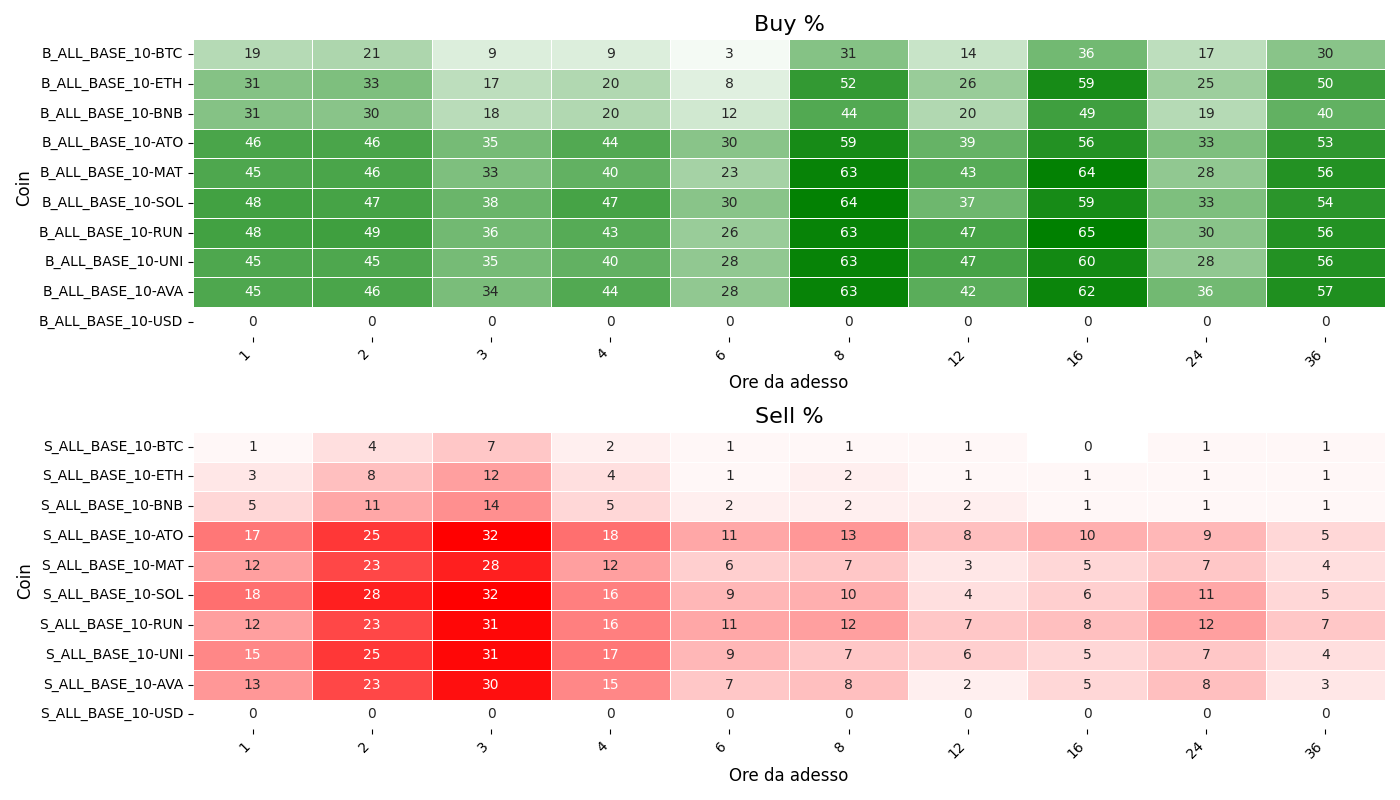 Buy %
Coin
B_ALL_BASE_10-BTC 19 21 9 9 3 31 14 36 17 30
B_ALL_BASE_10-ETH 31 33 17 20 8 52 26 59 25 50
B_ALL_BASE_10-BNB 31 30 18 20 12 44 20 49 19 40
B_ALL_BASE_10-ATO 46 46 35 44 30 59 39 56 33 53
B_ALL_BASE_10-MAT 45 46 33 40 23 63 43 64 28 56
B_ALL_BASE_10-SOL 48 47 38 47 30 64 37 59 33 54
B_ALL_BASE_10-RUN 48 49 36 43 26 63 47 65 30 56
B_ALL_BASE_10-UNI 45 45 35 40 28 63 47 60 28 56
B_ALL_BASE_10-AVA 45 46 34 44 28 63 42 62 36 57
B_ALL_BASE_10-USD 0 0 0 0 0 0 0 0 0 0
1 2 3 4 6 8 12 16 24 36
Ore da adesso
Sell %
Coin
S_ALL_BASE_10-BTC 1 4 7 2 1 1 1 0 1 1
S_ALL_BASE_10-ETH 3 8 12 4 1 2 1 1 1 1
S_ALL_BASE_10-BNB 5 11 14 5 2 2 2 1 1 1
S_ALL_BASE_10-ATO 17 25 32 18 11 13 8 10 9 5
S_ALL_BASE_10-MAT 12 23 28 12 6 7 3 5 7 4
S_ALL_BASE_10-SOL 18 28 32 16 9 10 4 6 11 5
S_ALL_BASE_10-RUN 12 23 31 16 11 12 7 8 12 7
S_ALL_BASE_10-UNI 15 25 31 17 9 7 6 5 7 4
S_ALL_BASE_10-AVA 13 23 30 15 7 8 2 5 8 3
S_ALL_BASE_10-USD 0 0 0 0 0 0 0 0 0 0
1 2 3 4 6 8 12 16 24 36
Ore da adesso